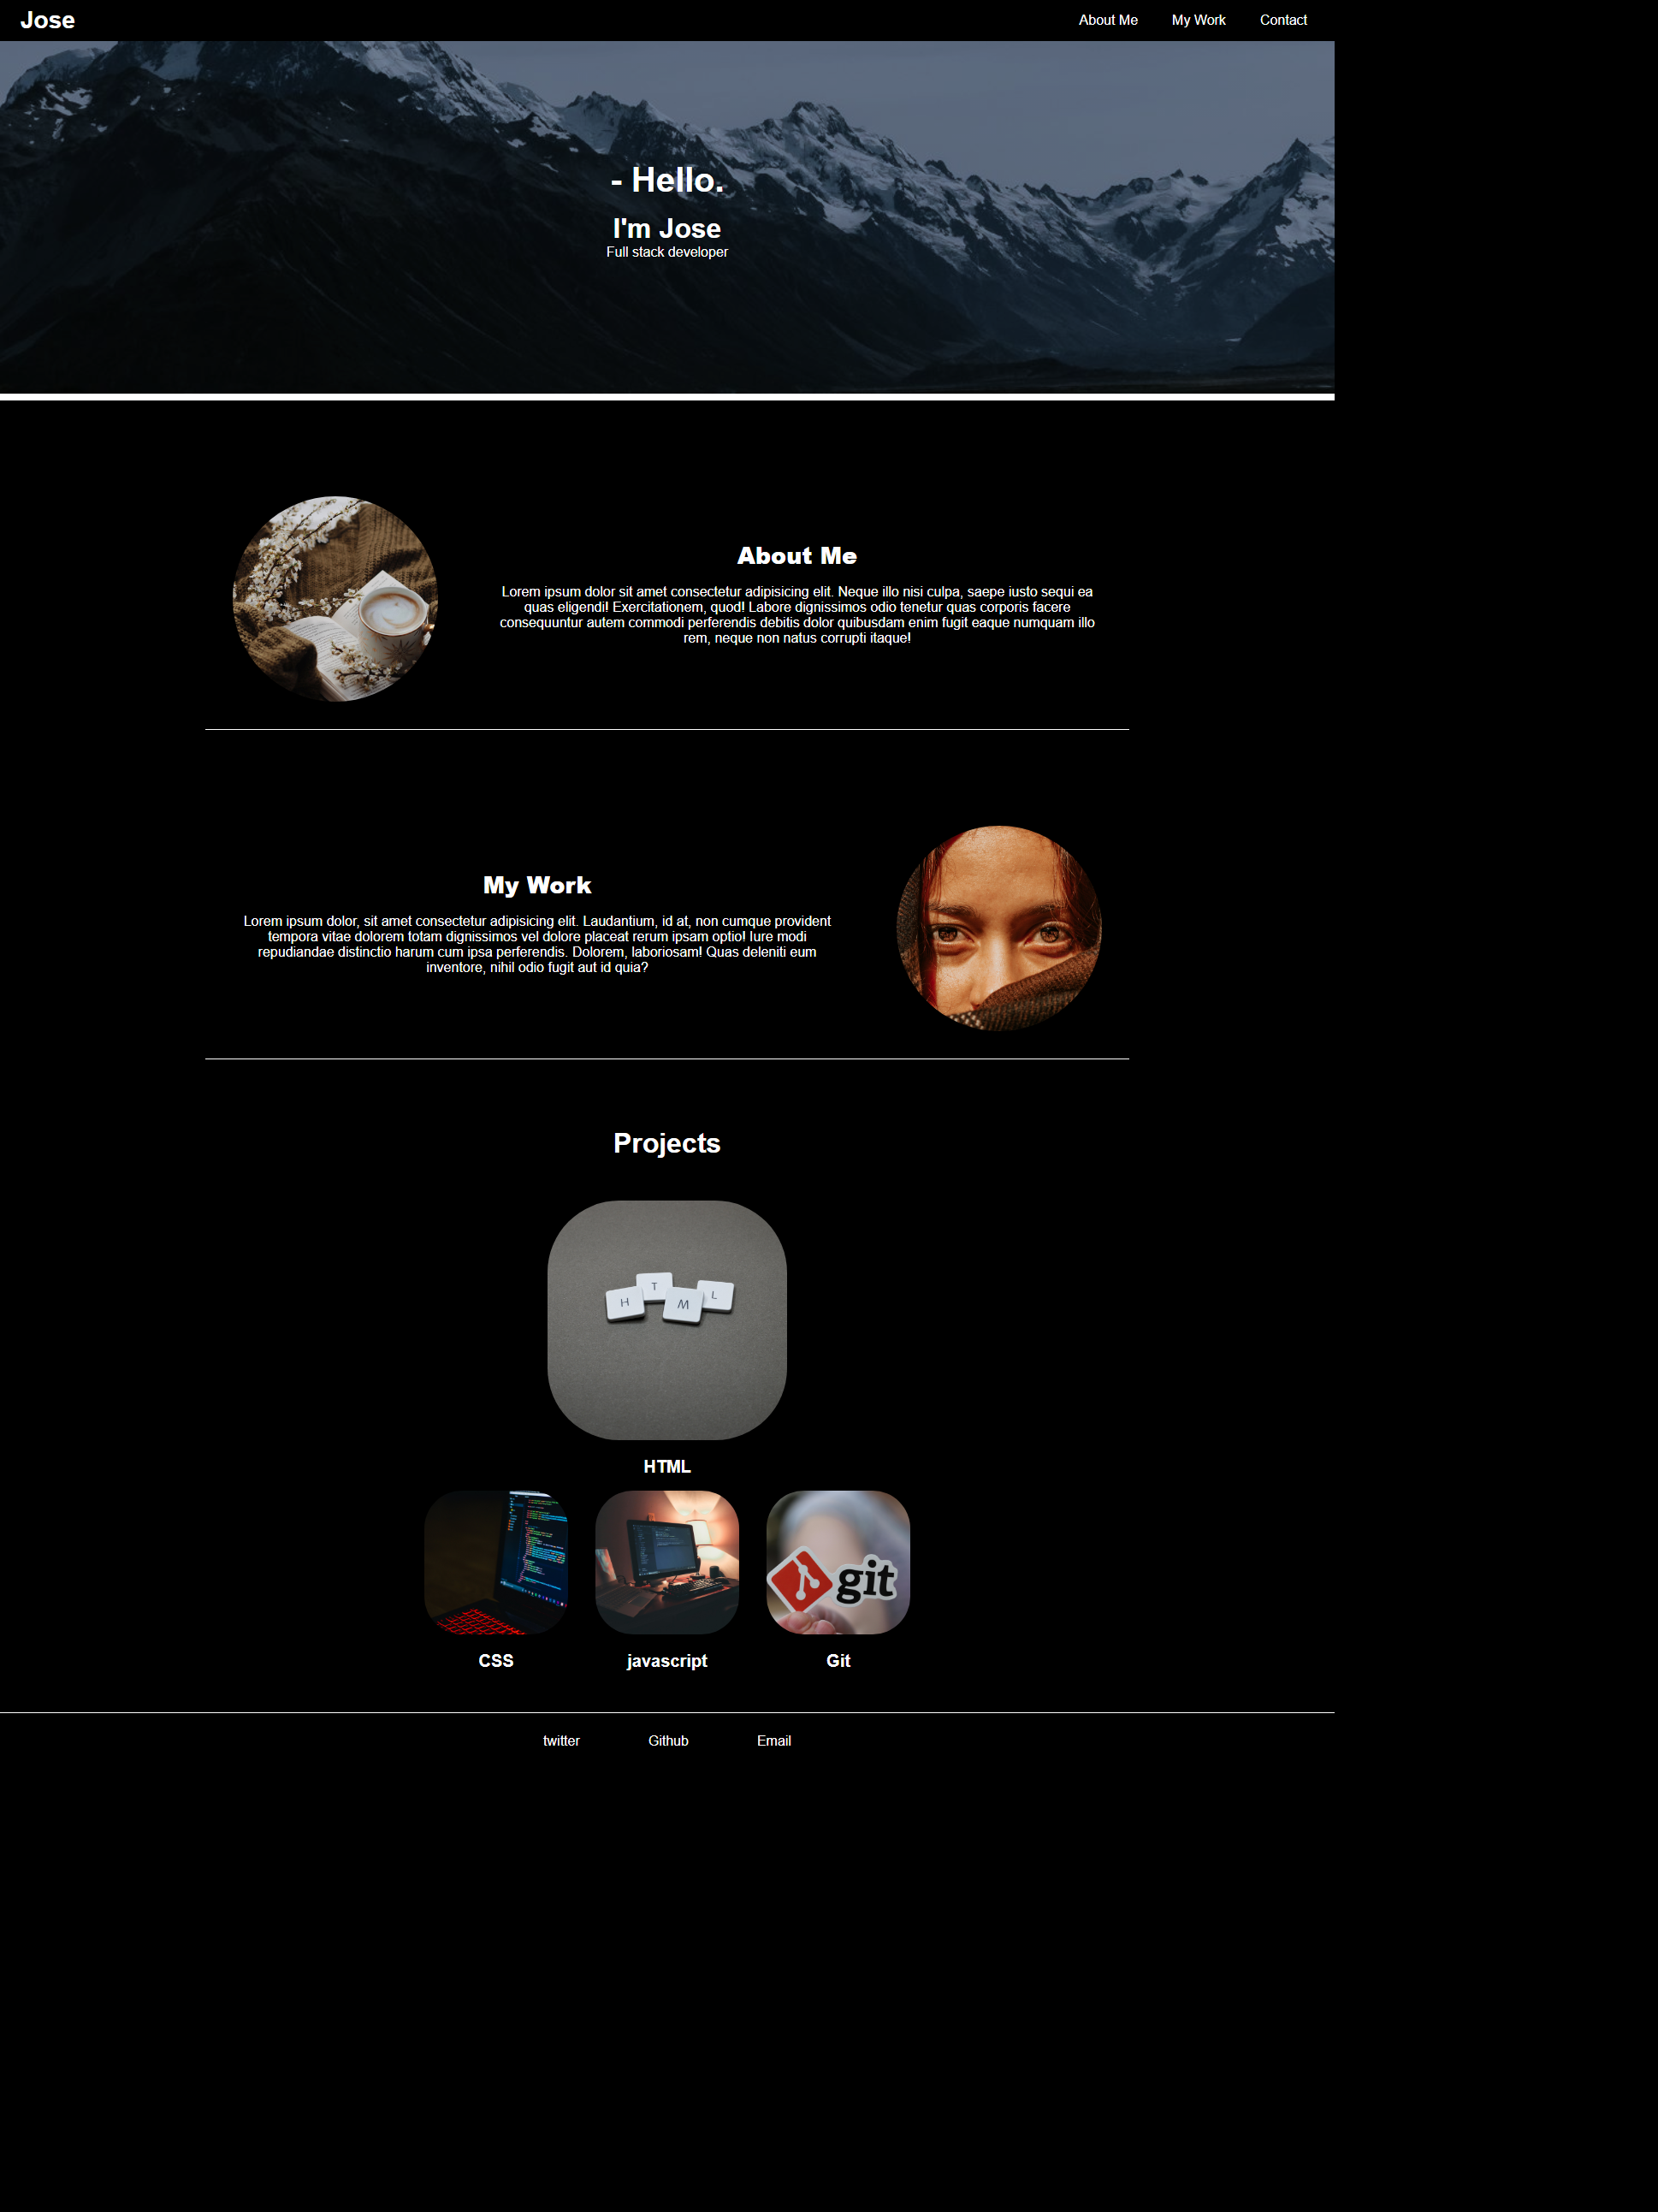 Jose
About Me
My Work
Contact
- Hello.
I'm Jose
Full stack developer
About Me
Lorem ipsum dolor sit amet consectetur adipisicing elit. Neque illo nisi culpa, saepe iusto sequi ea
quas eligendi! Exercitationem, quod! Labore dignissimos odio tenetur quas corporis facere
consequuntur autem commodi perferendis debitis dolor quibusdam enim fugit eaque numquam illo
rem, neque non natus corrupti itaque!
My Work
Lorem ipsum dolor, sit amet consectetur adipisicing elit. Laudantium, id at, non cumque provident
tempora vitae dolorem totam dignissimos vel dolore placeat rerum ipsam optio! Iure modi
repudiandae distinctio harum cum ipsa perferendis. Dolorem, laboriosam! Quas deleniti eum
inventore, nihil odio fugit aut id quia?
Projects
H T M L
HTML
git
CSS
javascript
Git
twitter
Github
Email